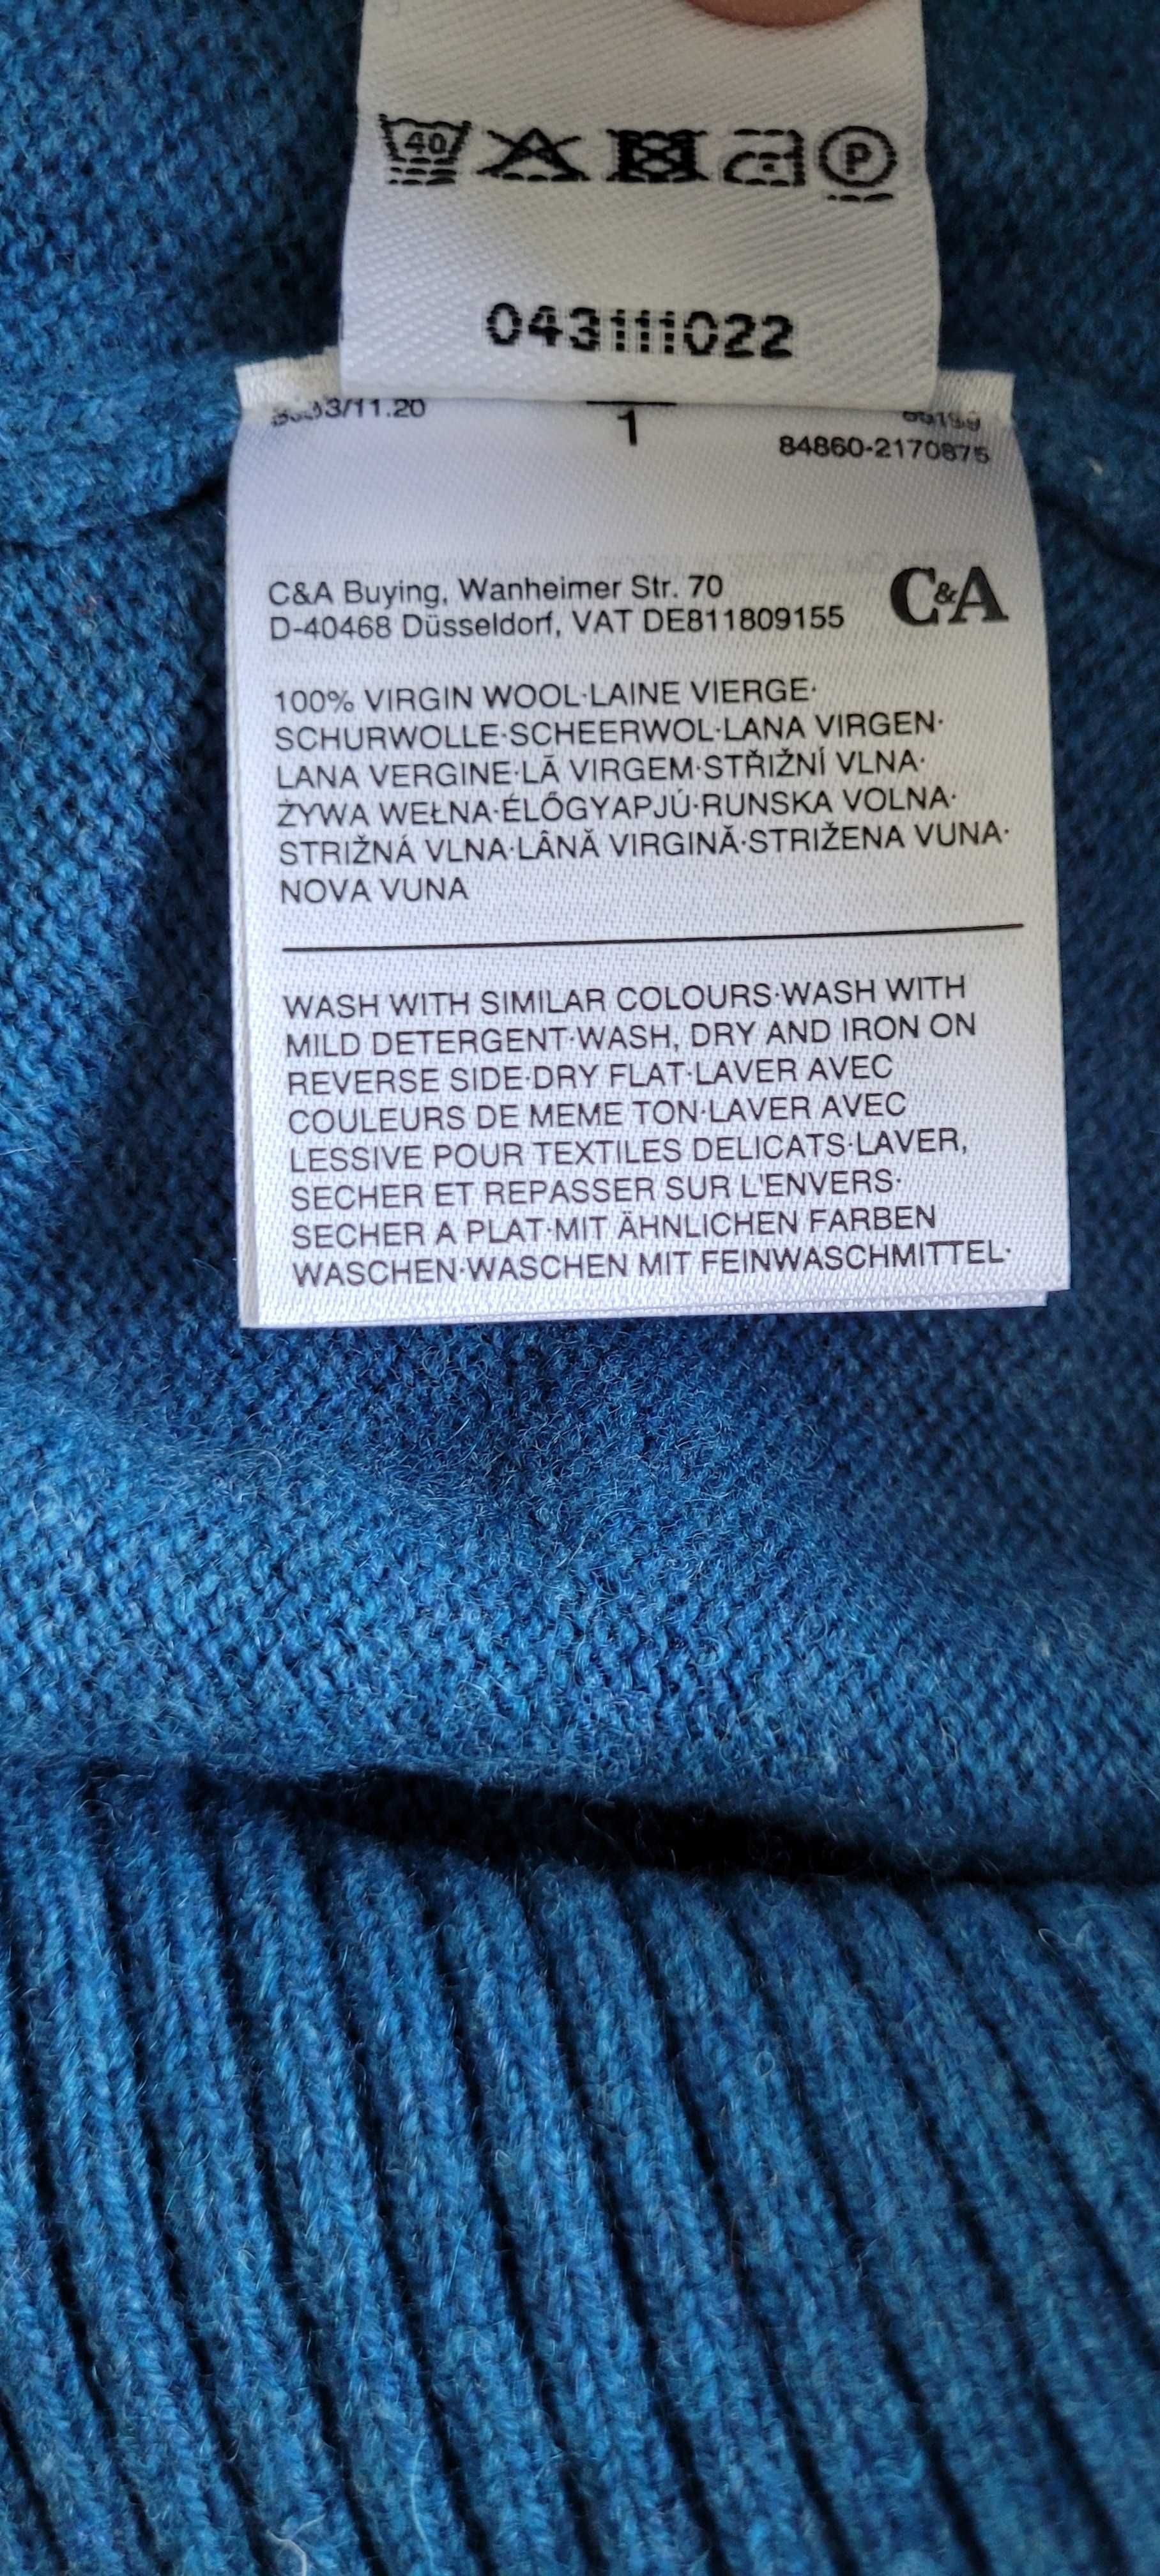 40
P
043111022
/11.20
1
84860-2170875
C&A Buying, Wanheimer Str. 70
D-40468 Düsseldorf, VAT DE811809155
C&A
100% VIRGIN WOOL·LAINE VIERGE·
SCHURWOLLE·SCHEERWOL·LANA VIRGEN·
LANA VERGINE·LÃ VIRGEM·STŘIŽNÍ VLNA·
ŻYWA WEŁNA·ÉLŐGYAPJÚ·RUNSKA VOLNA·
STRIŽNÁ VLNA·LÂNĂ VIRGINĂ·STRIŽENA VUNA·
NOVA VUNA
WASH WITH SIMILAR COLOURS·WASH WITH
MILD DETERGENT·WASH, DRY AND IRON ON
REVERSE SIDE·DRY FLAT·LAVER AVEC
COULEURS DE MEME TON·LAVER AVEC
LESSIVE POUR TEXTILES DELICATS·LAVER,
SECHER ET REPASSER SUR L'ENVERS·
SECHER A PLAT·MIT ÄHNLICHEN FARBEN
WASCHEN·WASCHEN MIT FEINWASCHMITTEL·